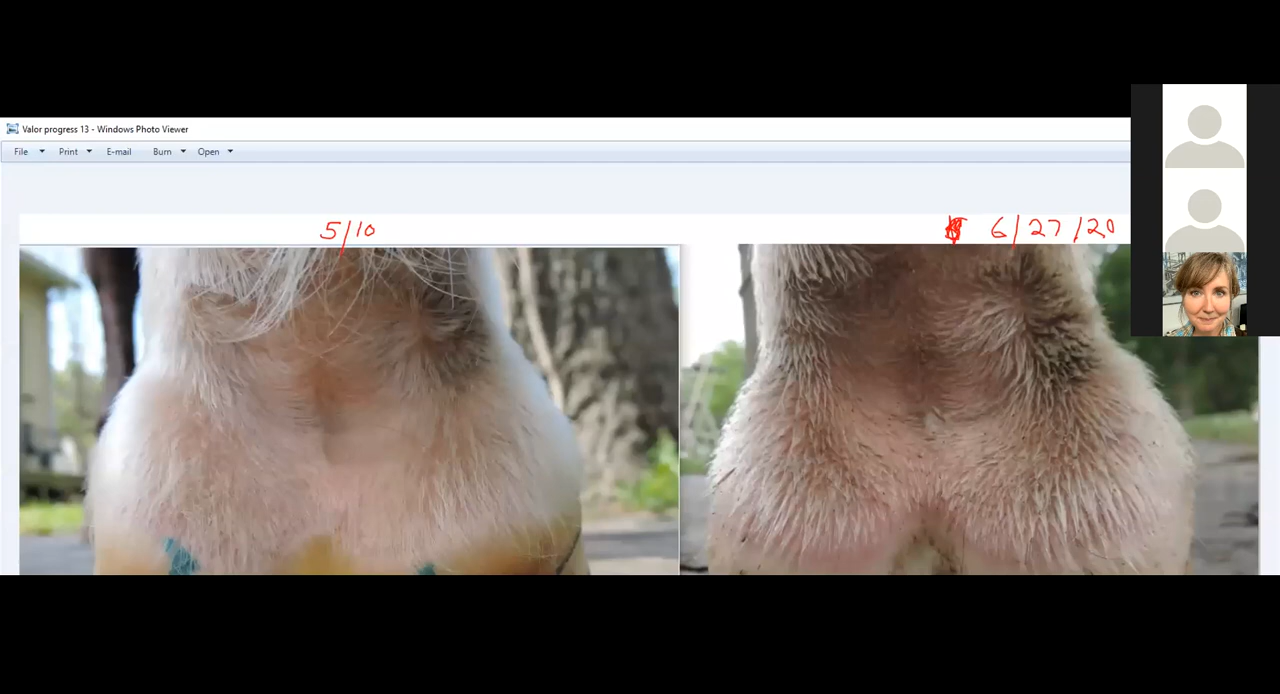 Valor progress 13 - Windows Photo Viewer
File Print E-mail Burn Open
5/10 6/27/20